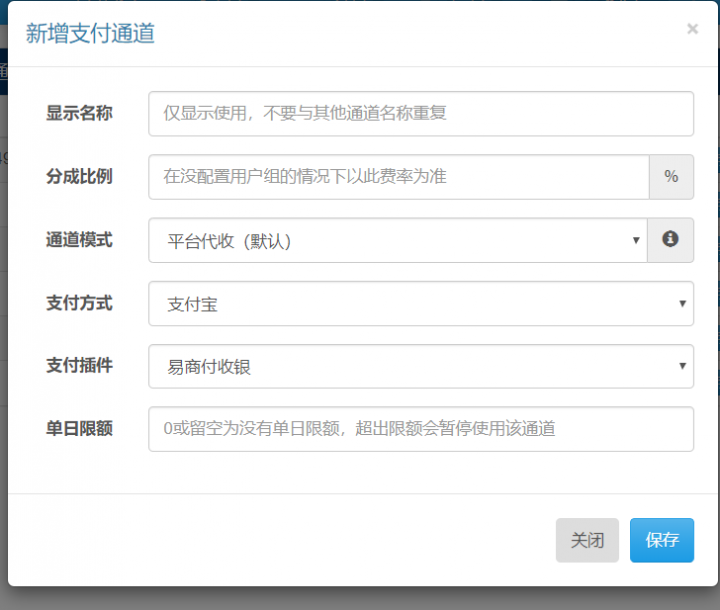 新增支付通道
×
显示名称
仅显示使用，不要与其他通道名称重复
分成比例
在没配置用户组的情况下以此费率为准
%
通道模式
平台代收（默认）
支付方式
支付宝
支付插件
易商付收银
单日限额
0或留空为没有单日限额，超出限额会暂停使用该通道
关闭
保存